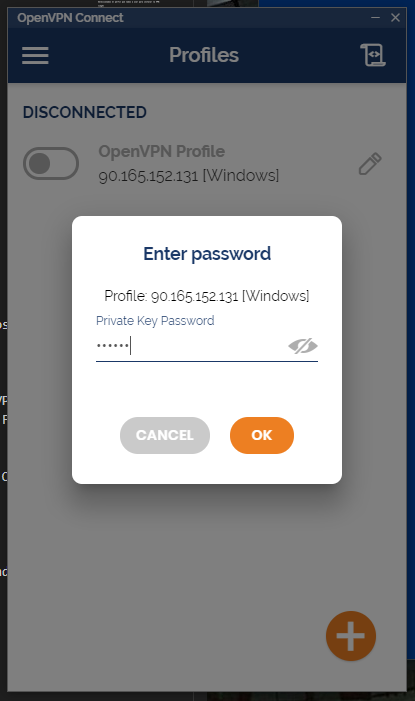 OpenVPN Connect
Profiles
DISCONNECTED
OpenVPN Profile
90.165.152.131 [Windows]
Enter password
Profile: 90.165.152.131 [Windows]
Private Key Password
••••••
CANCEL
OK